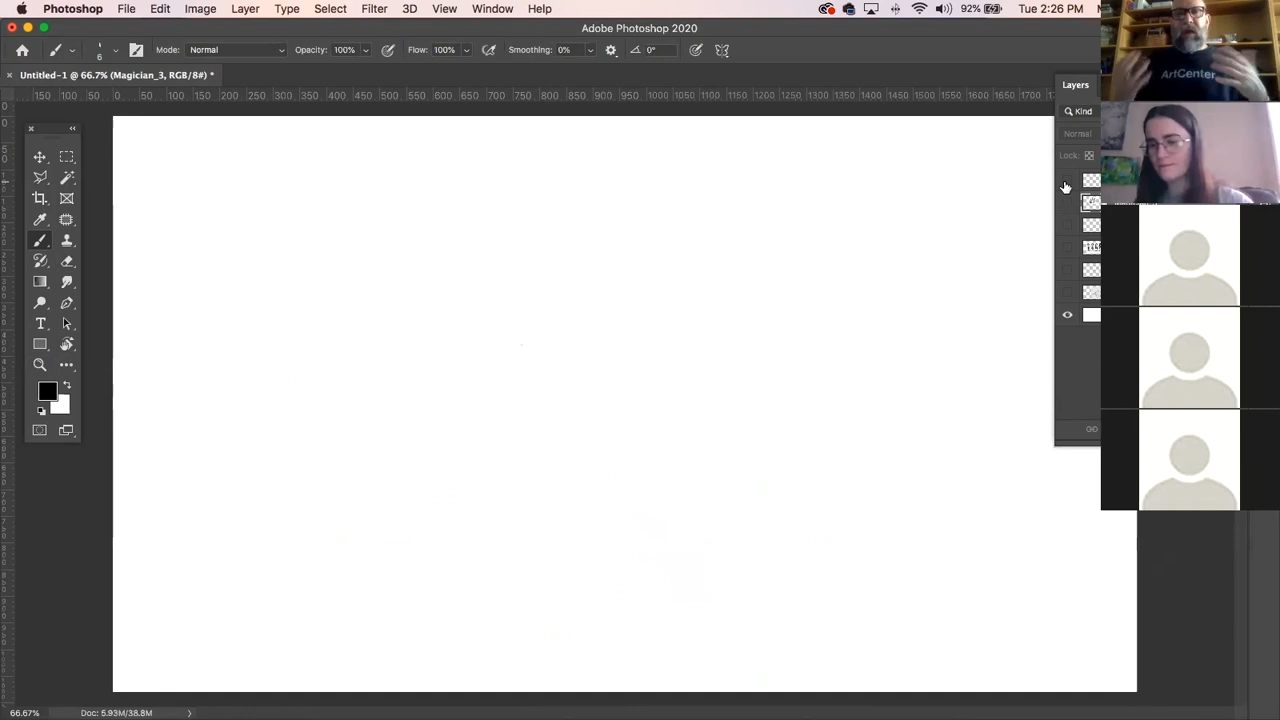 Photoshop File Edit Image Layer Type Select Filter 3D View Window Help 92% Tue 2:26 PM
Adobe Photoshop 2020
6 Mode: Normal Opacity: 100% Flow: 100% Smoothing: 0% 0°
Untitled-1 @ 66.7% (Magician_3, RGB/8#) *
150 100 50 0 50 100 150 200 250 300 350 400 450 500 550 600 650 700 750 800 850 900 950 1000 1050 1100 1150 1200 1250 1300 1350 1400 1450 1500 1550 1600 1650 1700
Layers
Kind
Normal
Lock:
ArtCenter
66.67% Doc: 5.93M/38.8M